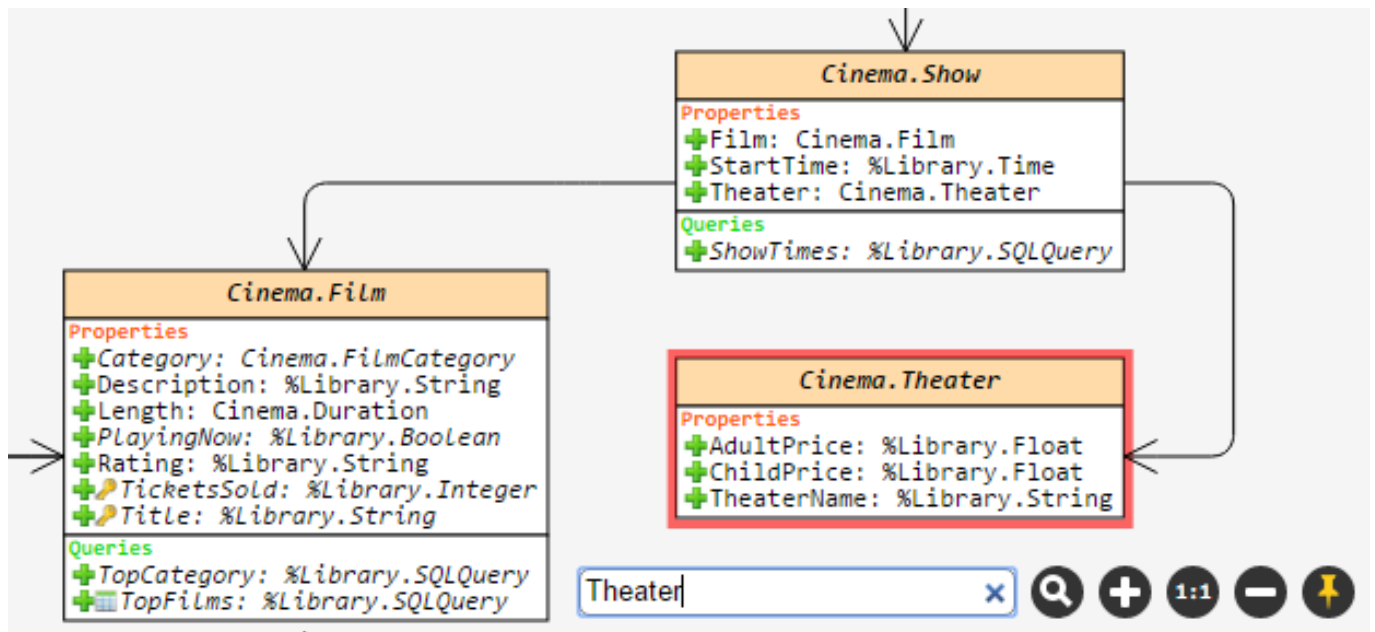 Cinema.Show
Properties
Film: Cinema.Film
StartTime: %Library.Time
Theater: Cinema.Theater
Queries
ShowTimes: %Library.SQLQuery
Cinema.Film
Properties
Category: Cinema.FilmCategory
Description: %Library.String
Length: Cinema.Duration
PlayingNow: %Library.Boolean
Rating: %Library.String
TicketsSold: %Library.Integer
Title: %Library.String
Queries
TopCategory: %Library.SQLQuery
TopFilms: %Library.SQLQuery
Cinema.Theater
Properties
AdultPrice: %Library.Float
ChildPrice: %Library.Float
TheaterName: %Library.String
Theater
1:1